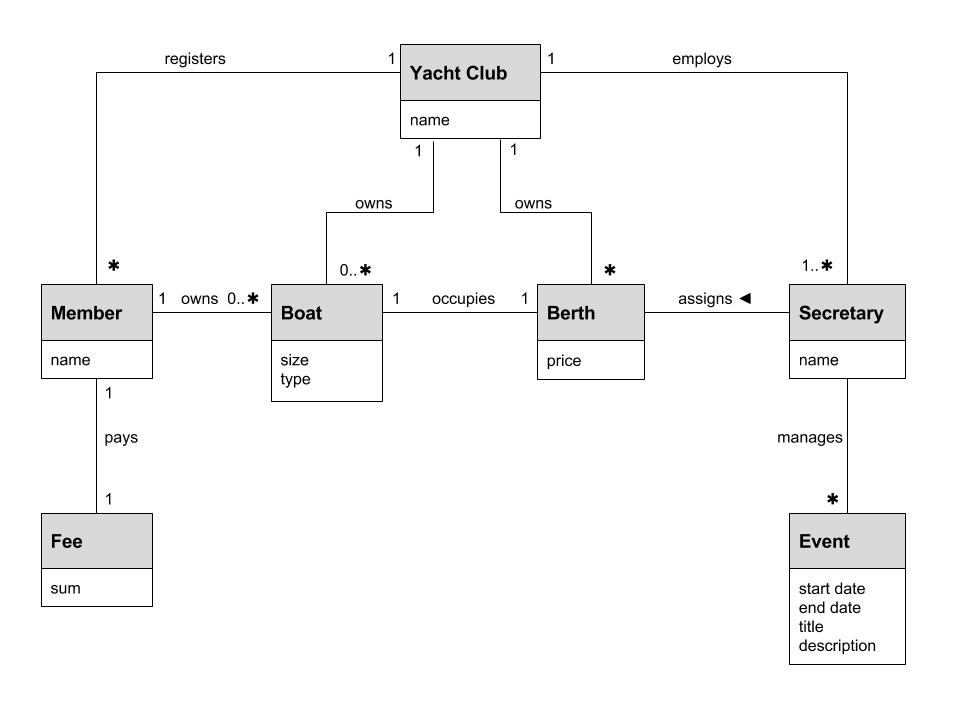 registers 1 Yacht Club 1 employs
name
1 1
owns owns
✱ 0..✱ ✱ 1..✱
Member 1 owns 0..✱ Boat 1 occupies 1 Berth assigns ◄ Secretary
name size price name
type
1
pays manages
1 ✱
Fee Event
sum start date
end date
title
description